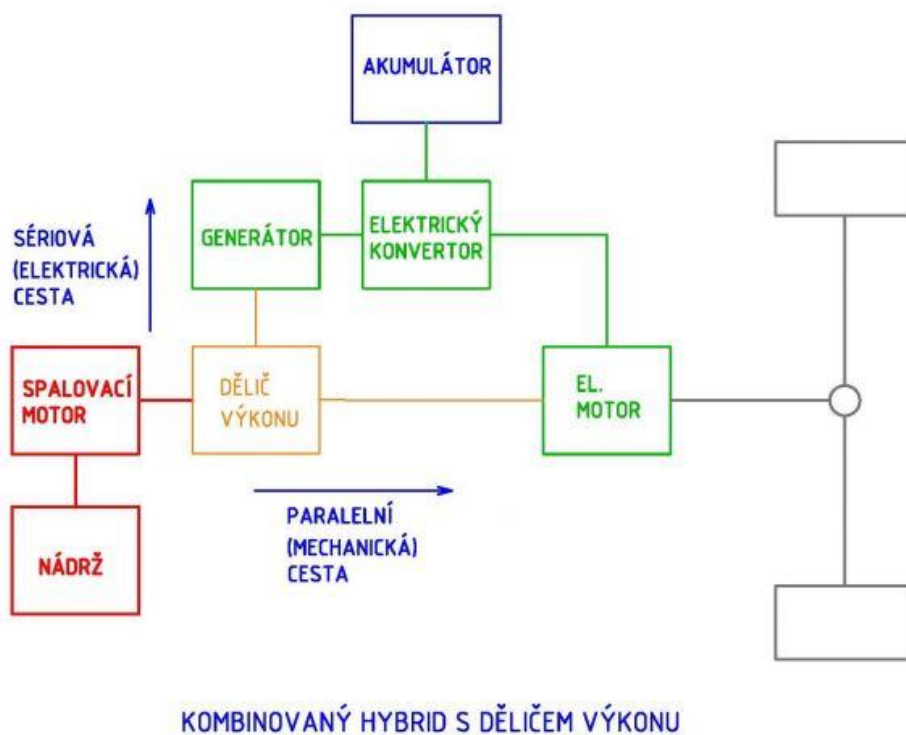 AKUMULÁTOR
GENERÁTOR
ELEKTRICKÝ
KONVERTOR
SÉRIOVÁ
(ELEKTRICKÁ)
CESTA
SPALOVACÍ
MOTOR
DĚLIČ
VÝKONU
EL.
MOTOR
PARALELNÍ
(MECHANICKÁ)
CESTA
NÁDRŽ
KOMBINOVANÝ HYBRID S DĚLIČEM VÝKONU